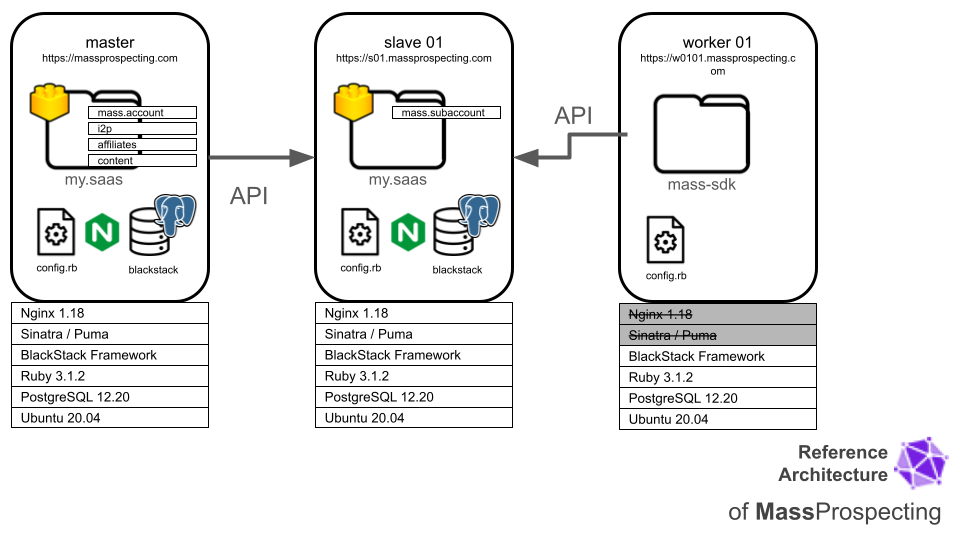 master
https://massprospecting.com
mass.account
i2p
affiliates
content
my.saas
config.rb
blackstack
Nginx 1.18
Sinatra / Puma
BlackStack Framework
Ruby 3.1.2
PostgreSQL 12.20
Ubuntu 20.04
API
slave 01
https://s01.massprospecting.com
mass.subaccount
my.saas
config.rb
blackstack
Nginx 1.18
Sinatra / Puma
BlackStack Framework
Ruby 3.1.2
PostgreSQL 12.20
Ubuntu 20.04
API
worker 01
https://w0101.massprospecting.c
om
mass-sdk
config.rb
Nginx 1.18
Sinatra / Puma
BlackStack Framework
Ruby 3.1.2
PostgreSQL 12.20
Ubuntu 20.04
Reference
Architecture
of MassProspecting